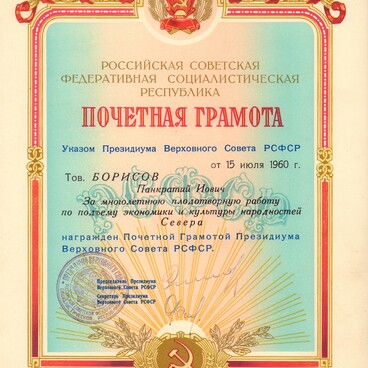 РОССИЙСКАЯ СОВЕТСКАЯ
ФЕДЕРАТИВНАЯ СОЦИАЛИСТИЧЕСКАЯ
РЕСПУБЛИКА
ПОЧЕТНАЯ ГРАМОТА
Указом Президиума Верховного Совета РСФСР
от 15 июля 1960 г.
Тов. БОРИСОВ
Панкратий Иович
За многолетнюю плодотворную работу
по подъему экономики и культуры народностей
Севера
награжден Почетной Грамотой Президиума
Верховного Совета РСФСР.
Председатель Президиума
Верховного Совета РСФСР
Секретарь Президиума
Верховного Совета РСФСР